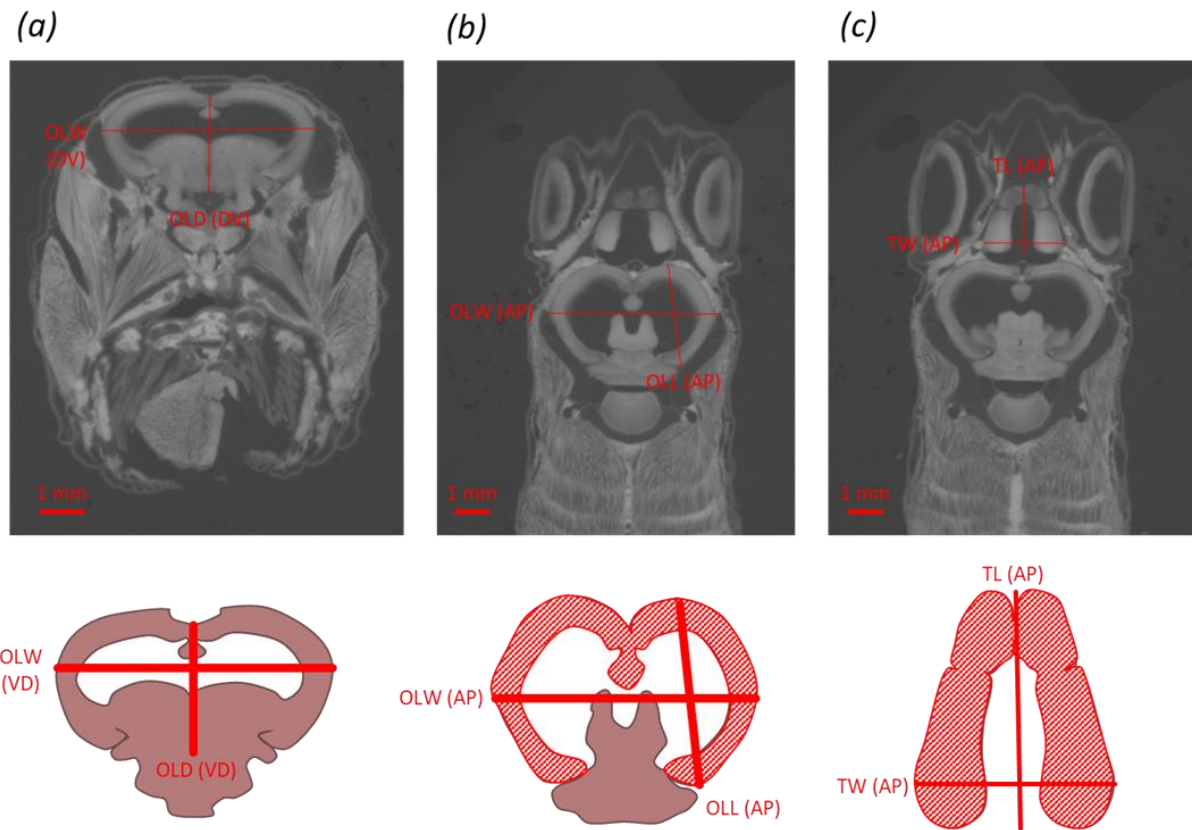 (a)
(b)
(c)
OLW
(DV)
OLD (DV)
1 mm
OLW (AP)
OLL (AP)
1 mm
TL (AP)
TW (AP)
1 mm
OLW
(VD)
OLD (VD)
OLW (AP)
OLL (AP)
TL (AP)
TW (AP)